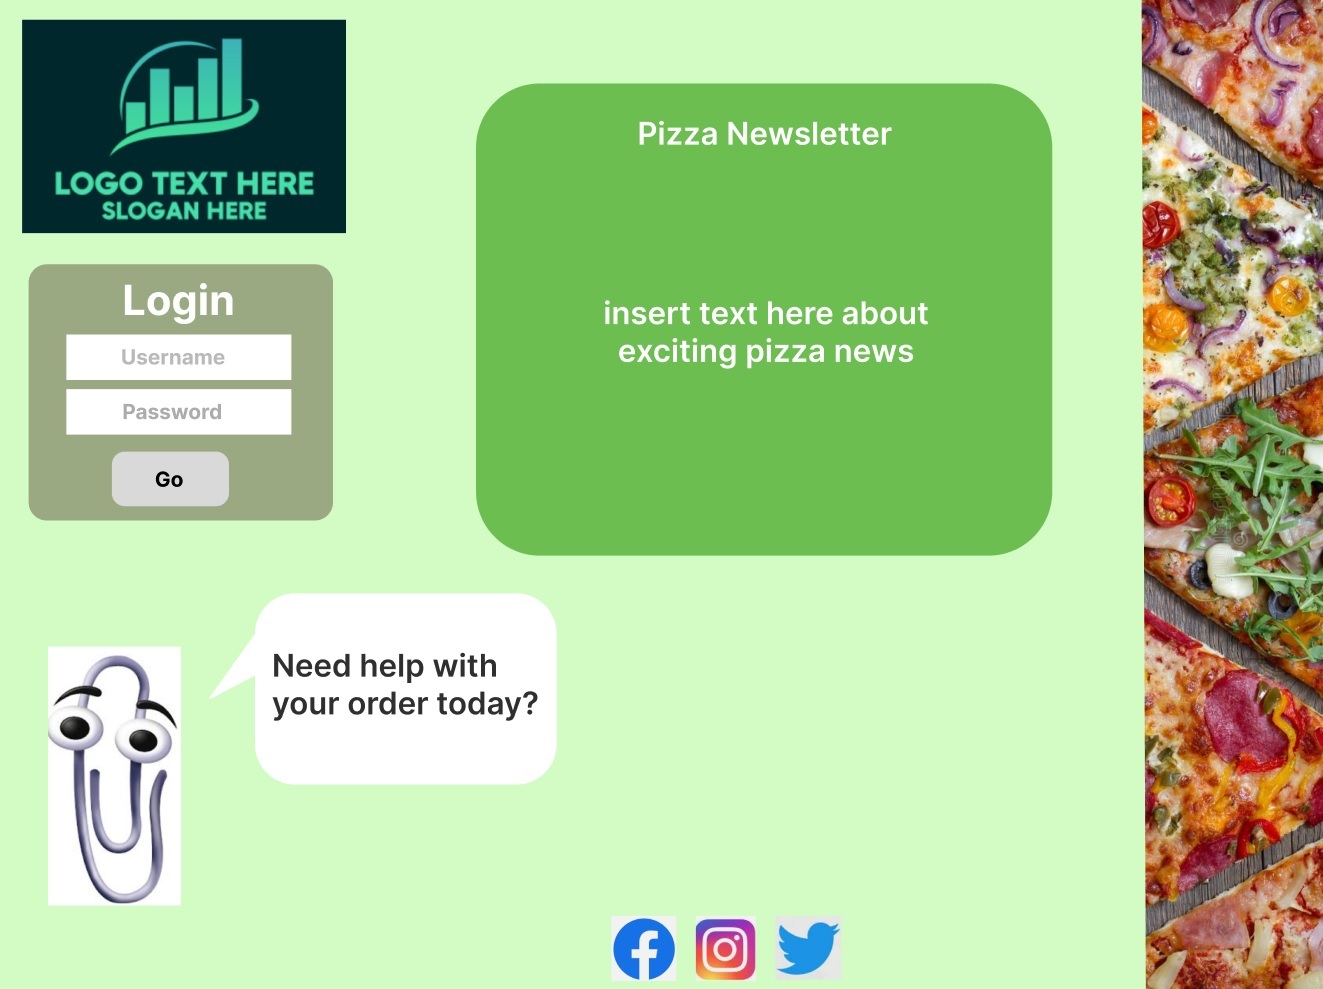 LOGO TEXT HERE
SLOGAN HERE
Login
Username
Password
Go
Pizza Newsletter
insert text here about
exciting pizza news
Need help with
your order today?